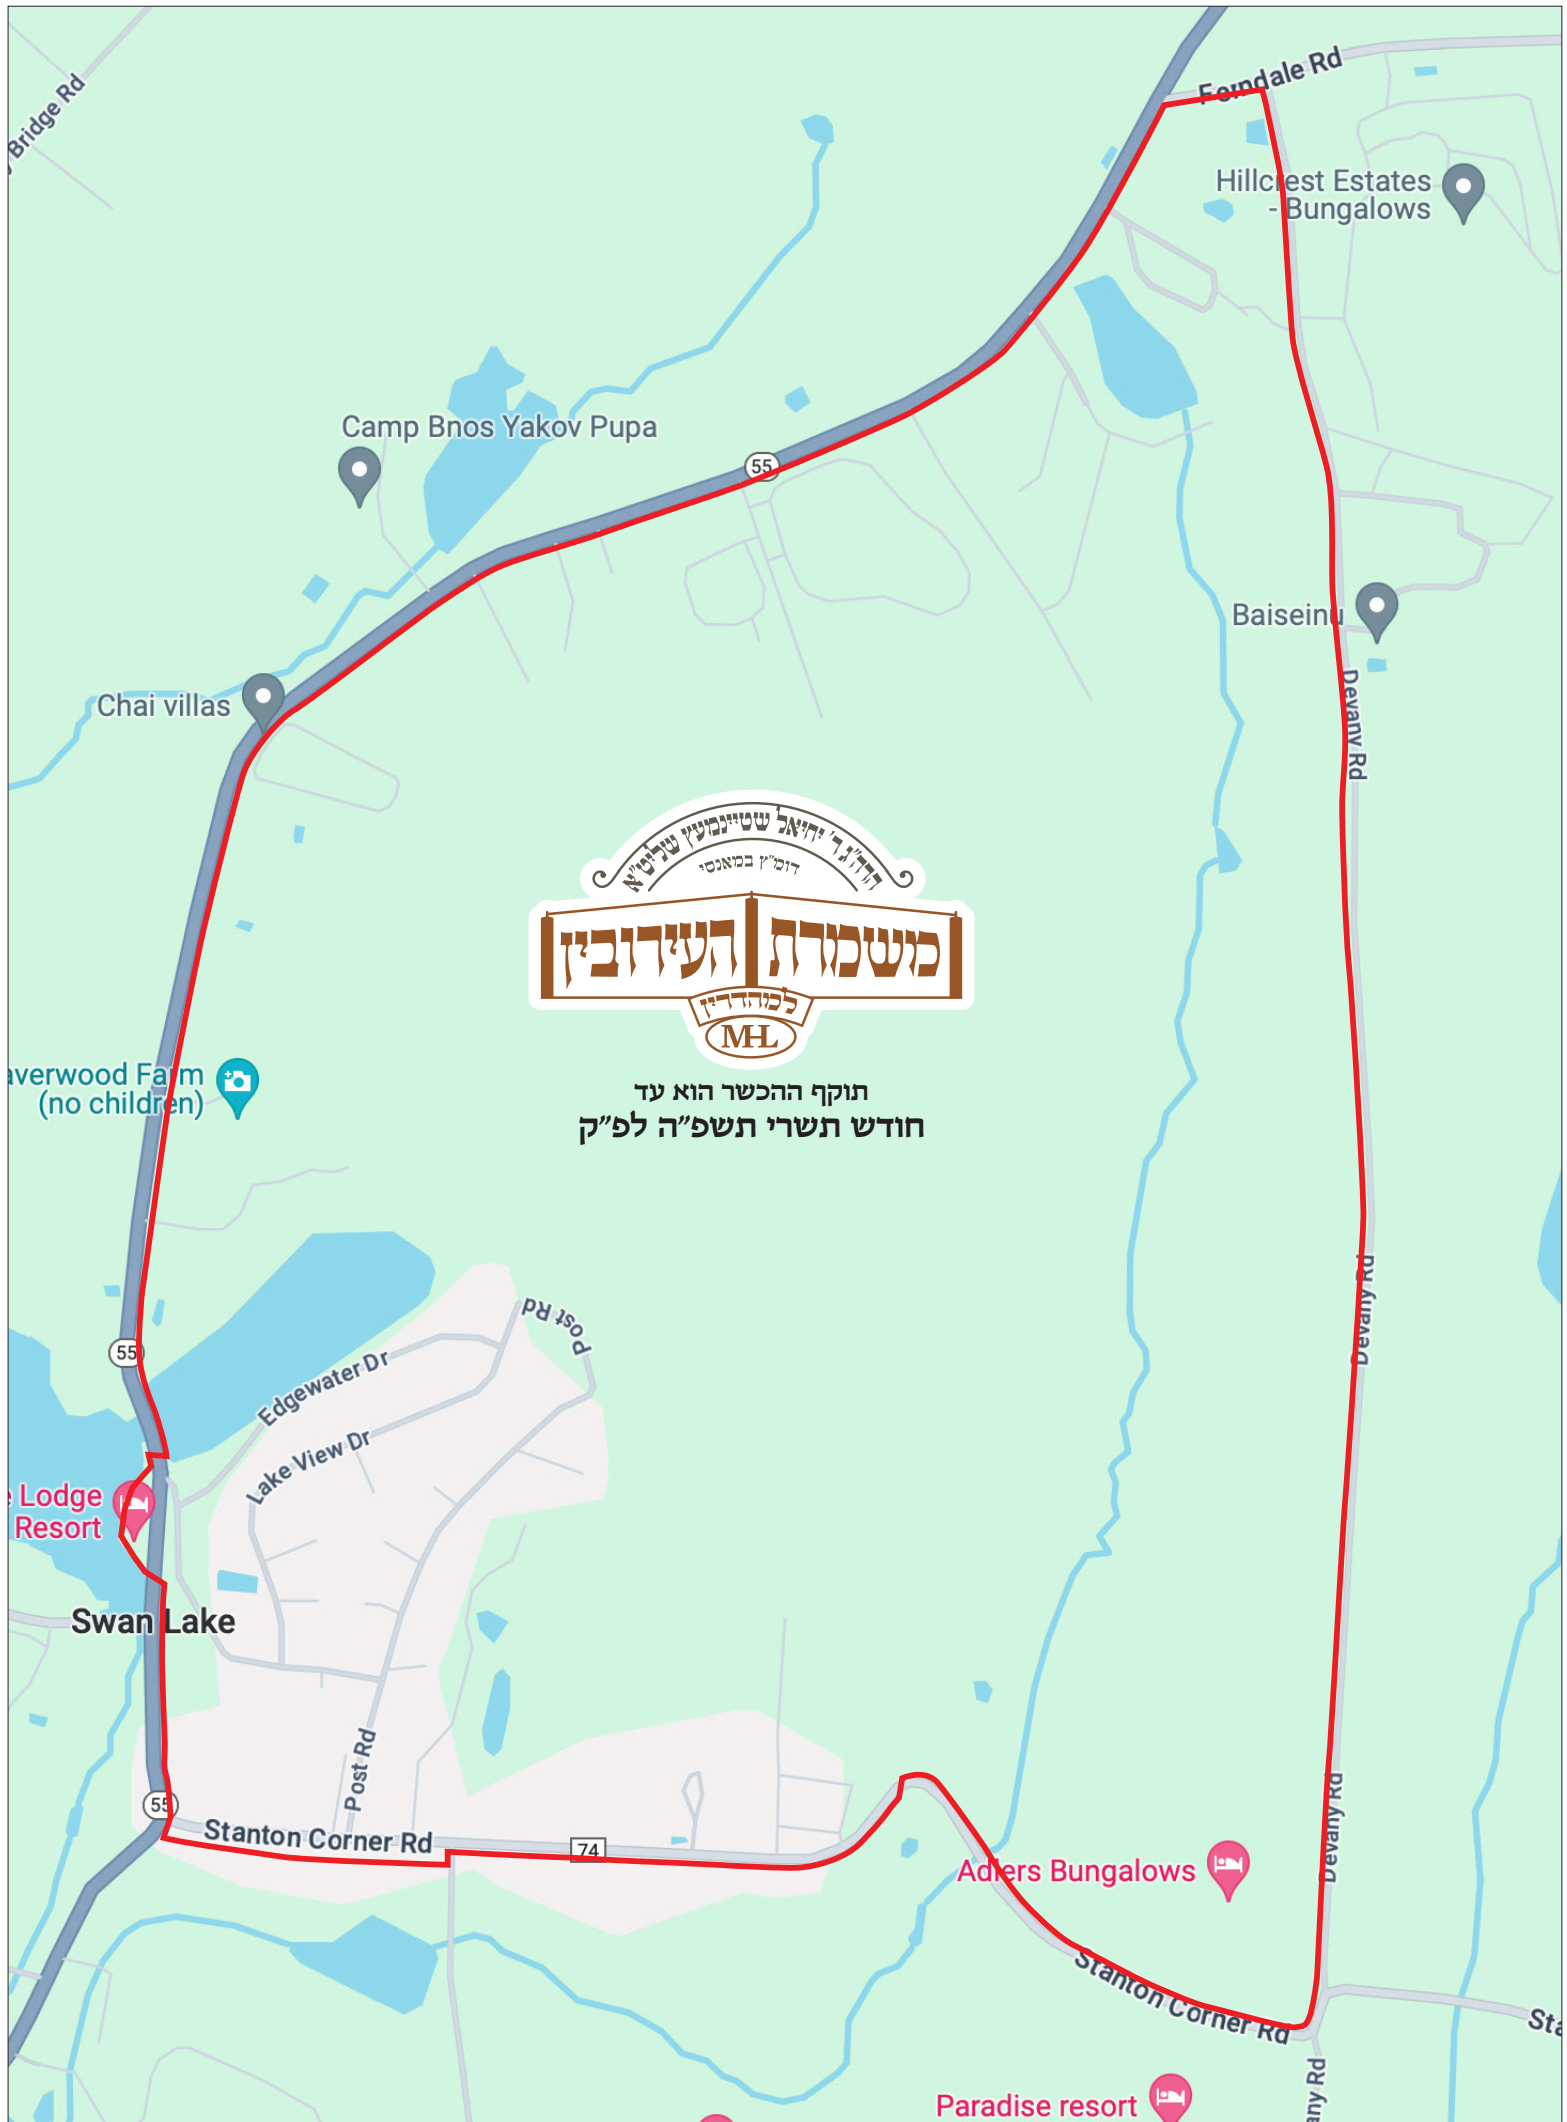 Bridge Rd
Ferndale Rd
Hillcrest Estates
- Bungalows
Camp Bnos Yakov Pupa
55
Baiseinu
Chai villas
Devany Rd
הרה"ג ר' יחיאל שטיינמעץ שליט"א
דומ"ץ במאנסי
משמרת העירובין
למהדרין
MHL
תוקף ההכשר הוא עד
חודש תשרי תשפ"ה לפ"ק
averwood Farm
(no children)
Devany Rd
Post Rd
55
Edgewater Dr
Lake View Dr
e Lodge
Resort
Swan Lake
Post Rd
Devany Rd
55
Stanton Corner Rd
74
Adlers Bungalows
Stanton Corner Rd
Sta
any Rd
Paradise resort